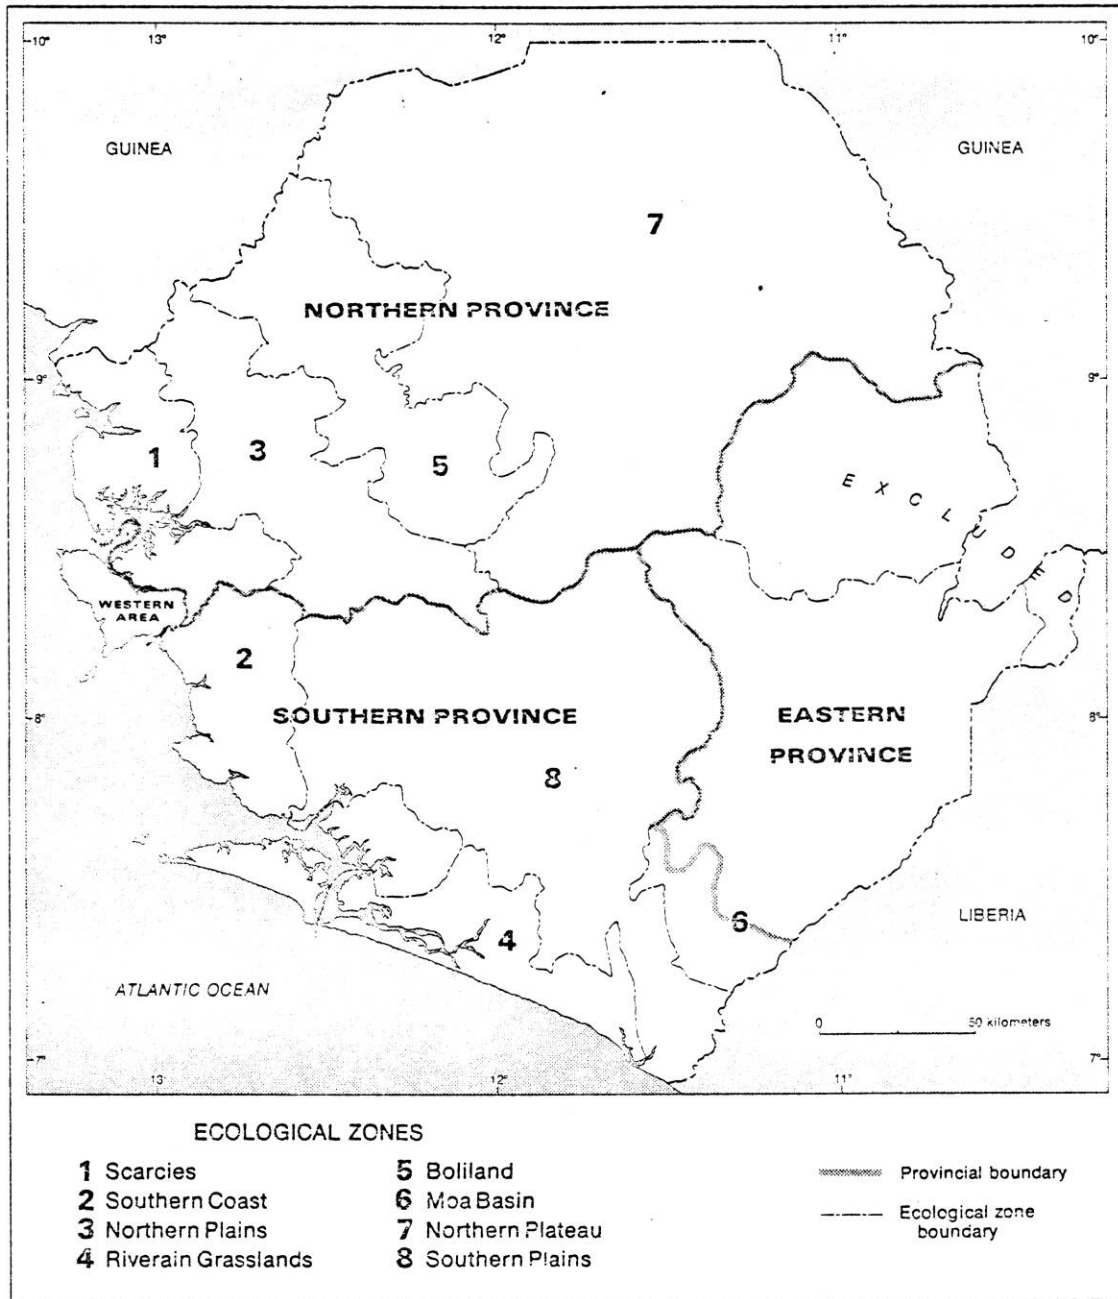 10° 13° 12° 11° 10°
GUINEA GUINEA
7
NORTHERN PROVINCE
9° 9°
1 3 5
EXCLUDED
WESTERN
AREA
2
SOUTHERN PROVINCE
EASTERN
PROVINCE
8° 8°
8
6
LIBERIA
4
ATLANTIC OCEAN
0 50 kilometers
7° 7°
13° 12° 11°
ECOLOGICAL ZONES
1 Scarcies
2 Southern Coast
3 Northern Plains
4 Riverain Grasslands
5 Boliland
6 Moa Basin
7 Northern Plateau
8 Southern Plains
Provincial boundary
Ecological zone
boundary